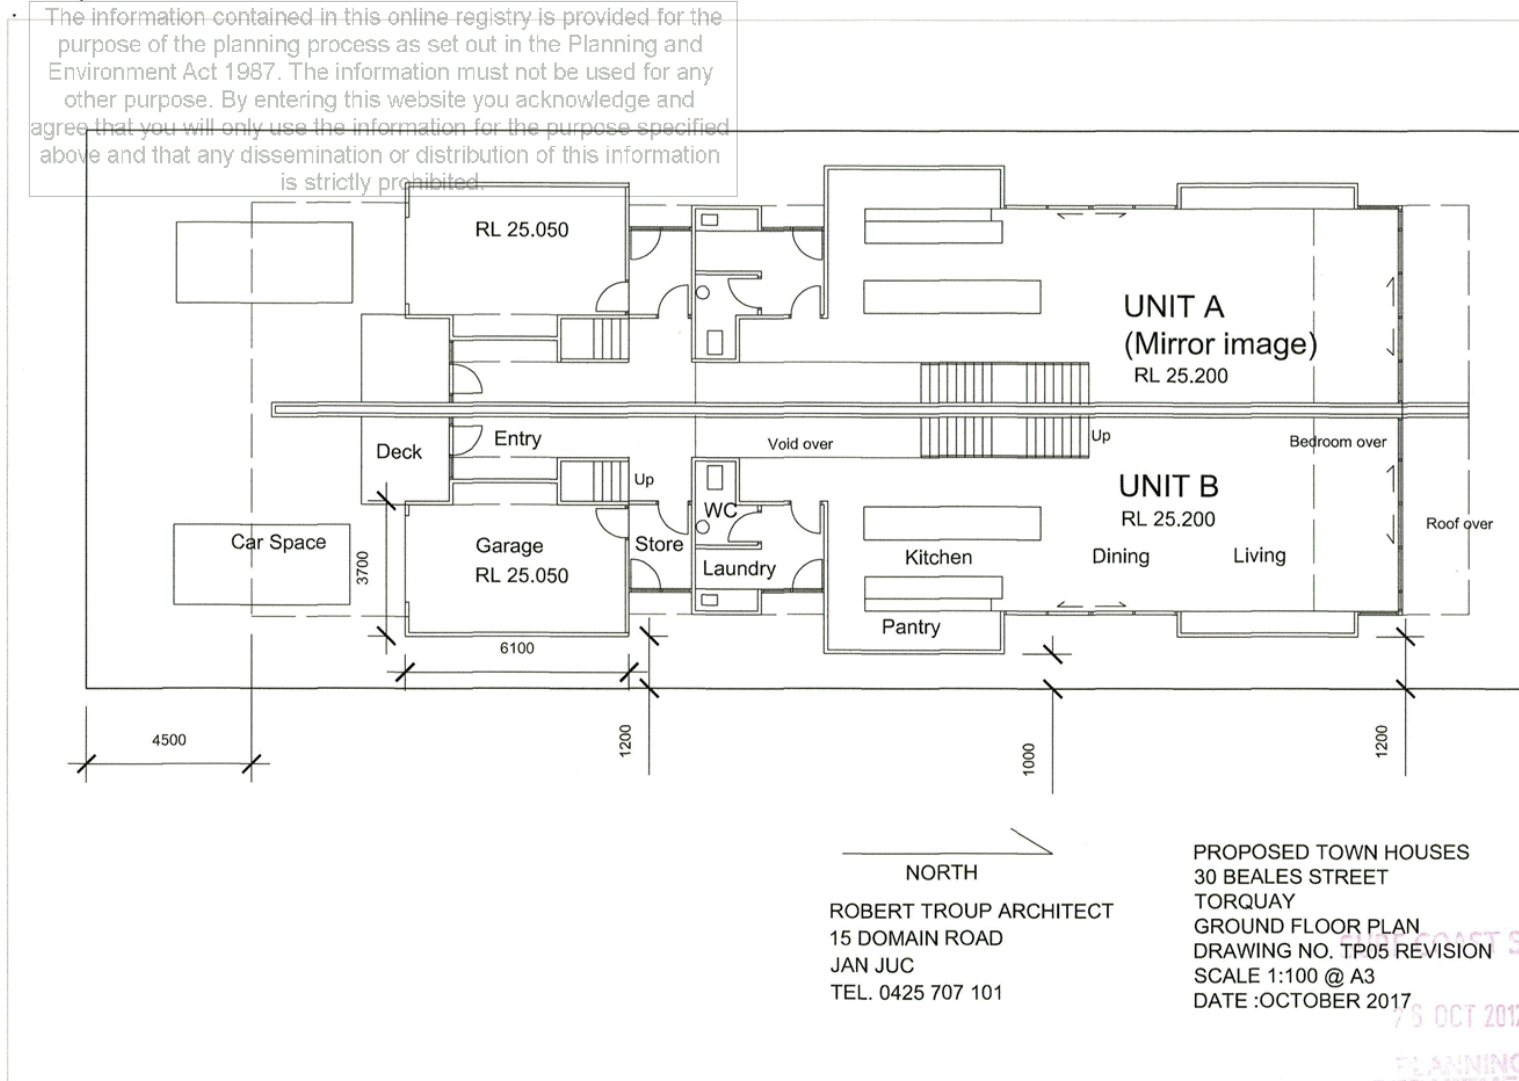 The information contained in this online registry is provided for the
purpose of the planning process as set out in the Planning and
Environment Act 1987. The information must not be used for any
other purpose. By entering this website you acknowledge and
agree that you will only use the information for the purpose specified
above and that any dissemination or distribution of this information
is strictly prohibited.
RL 25.050
UNIT A
(Mirror image)
RL 25.200
Deck
Entry
Void over
Up
Bedroom over
Up
UNIT B
RL 25.200
WC
Roof over
Car Space
3700
Garage
RL 25.050
Store
Laundry
Kitchen
Dining
Living
Pantry
6100
4500
1200
1000
1200
NORTH
ROBERT TROUP ARCHITECT
15 DOMAIN ROAD
JAN JUC
TEL. 0425 707 101
PROPOSED TOWN HOUSES
30 BEALES STREET
TORQUAY
GROUND FLOOR PLAN
DRAWING NO. TP05 REVISION
SCALE 1:100 @ A3
DATE :OCTOBER 2017
COAST S
OCT 2017
PLANNING